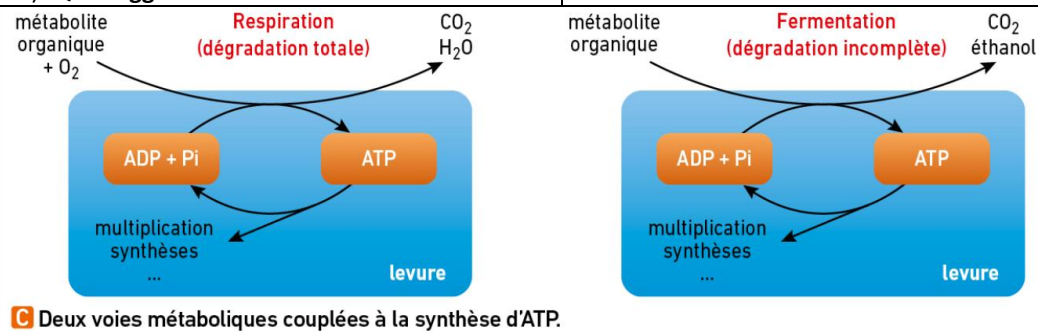 métabolite
organique
+ O₂
Respiration
(dégradation totale)
CO₂
H₂O
ADP + Pi
ATP
multiplication
synthèses
...
levure
métabolite
organique
Fermentation
(dégradation incomplète)
CO₂
éthanol
ADP + Pi
ATP
multiplication
synthèses
...
levure
C Deux voies métaboliques couplées à la synthèse d'ATP.